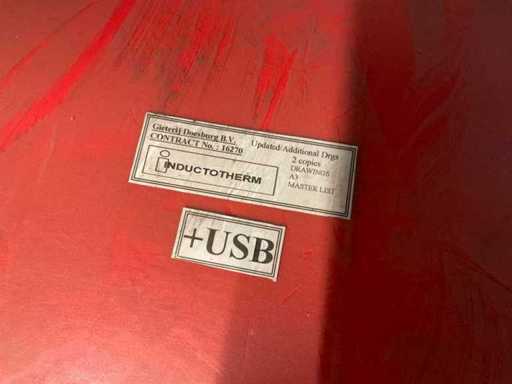 Gieterij Doesburg B.V.
CONTRACT No. : 16270
INDUCTOTHERM
Updated/Additional Drgs
2 copies
DRAWINGS
A3
MASTER LIST
+USB